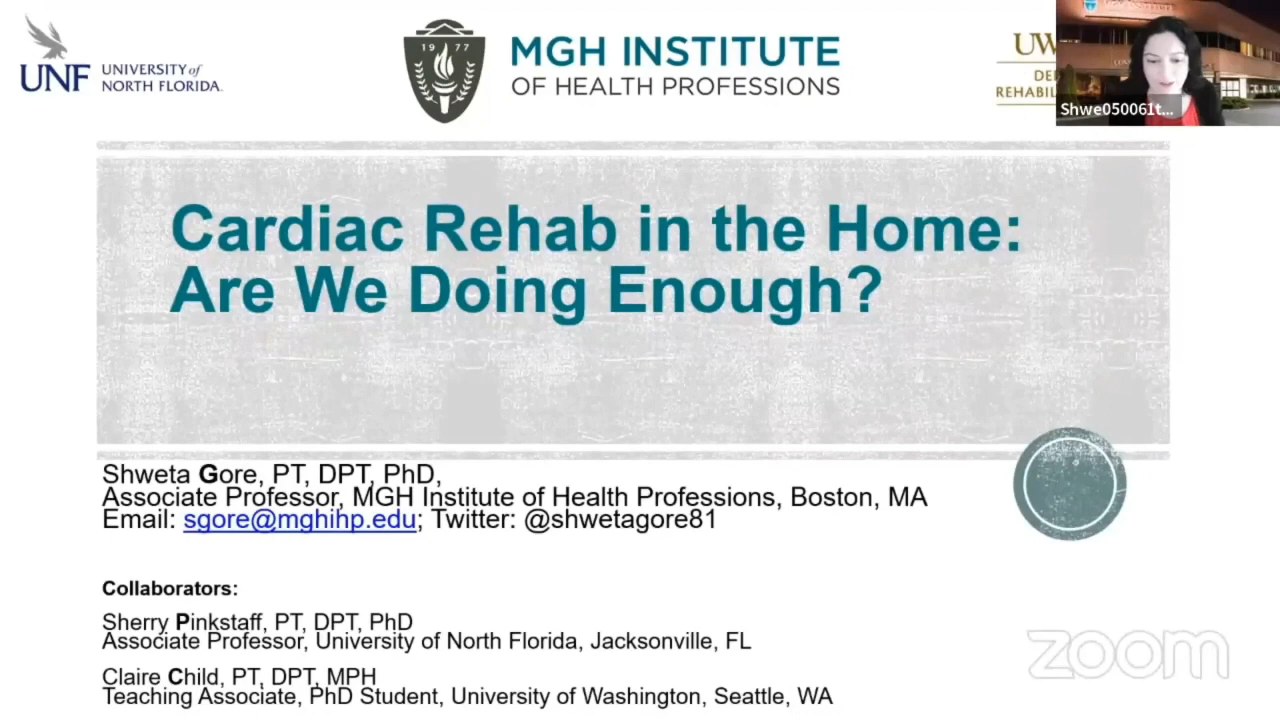 UNF UNIVERSITY of
NORTH FLORIDA.
1977
MGH INSTITUTE
OF HEALTH PROFESSIONS
UW
REHABIL
Shwe050061t...
Cardiac Rehab in the Home:
Are We Doing Enough?
Shweta Gore, PT, DPT, PhD,
Associate Professor, MGH Institute of Health Professions, Boston, MA
Email: sgore@mghihp.edu; Twitter: @shwetagore81
Collaborators:
Sherry Pinkstaff, PT, DPT, PhD
Associate Professor, University of North Florida, Jacksonville, FL
Claire Child, PT, DPT, MPH
Teaching Associate, PhD Student, University of Washington, Seattle, WA
zoom